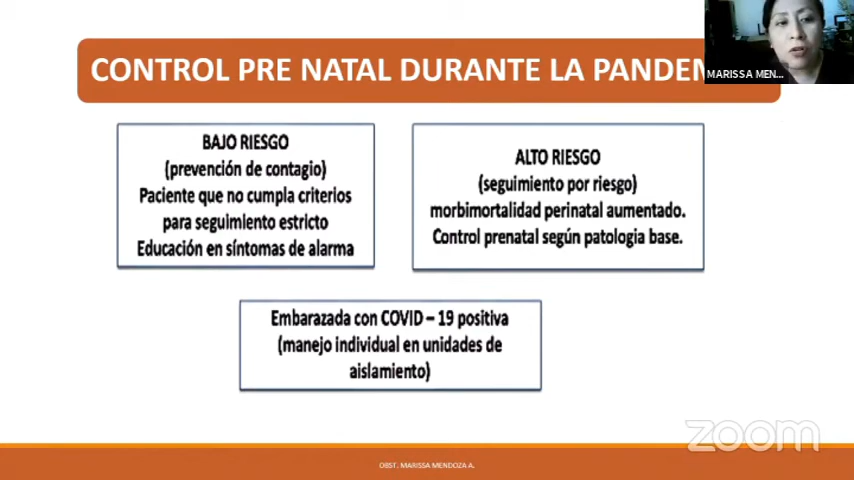 CONTROL PRE NATAL DURANTE LA
MARISSA MEN...
BAJO RIESGO
(prevención de contagio)
Paciente que no cumpla criterios
para seguimiento estricto
Educación en síntomas de alarma
ALTO RIESGO
(seguimiento por riesgo)
morbimortalidad perinatal aumentado.
Control prenatal según patologia base.
Embarazada con COVID – 19 positiva
(manejo individual en unidades de
aislamiento)
zoom
OBST. MARISSA MENDOZA A.